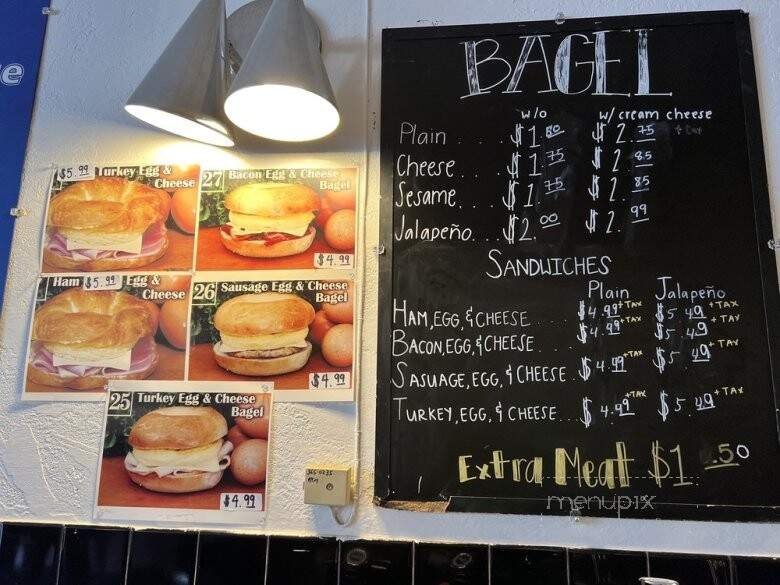 e
$5.99 Turkey Egg &
Cheese
27 Bacon Egg & Cheese
Bagel
$4.99
Ham $5.99 Egg &
Cheese
26 Sausage Egg & Cheese
Bagel
$4.99
25 Turkey Egg & Cheese
Bagel
$4.99
BAGEL
w/o w/ cream cheese
Plain . . . . $1.50 $2.75
Cheese . . . $1.75 $2.85
Sesame. . . $1.75 $2.85
Jalapeño. . . $2.00 $2.99
SANDWICHES
Plain Jalapeño
HAM, EGG, & CHEESE . . . . $4.99 +TAX $5.49 +TAX
BACON, EGG, & CHEESE . . . $4.99 +TAX $5.49 +TAX
SASUAGE, EGG, & CHEESE . $4.99 +TAX $5.49 +TAX
TURKEY, EGG, & CHEESE . . . $4.99 +TAX $5.49 +TAX
Extra Meat $1.50
menupix